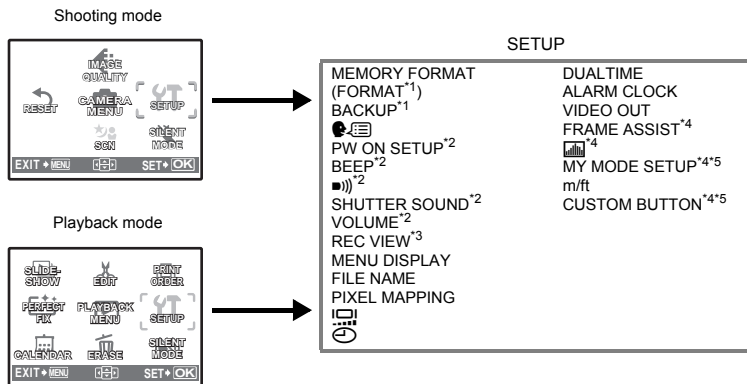 Shooting mode
IMAGE
QUALITY
RESET
CAMERA
MENU
SETUP
SCN
SILENT
MODE
EXIT MENU SET OK
Playback mode
SLIDE-
SHOW
EDIT
PRINT
ORDER
PERFECT
FIX
PLAYBACK
MENU
SETUP
CALENDAR
ERASE
SILENT
MODE
EXIT MENU SET OK
SETUP
MEMORY FORMAT
(FORMAT*1)
BACKUP*1
PW ON SETUP*2
BEEP*2
*2
SHUTTER SOUND*2
VOLUME*2
REC VIEW*3
MENU DISPLAY
FILE NAME
PIXEL MAPPING
DUALTIME
ALARM CLOCK
VIDEO OUT
FRAME ASSIST*4
*4
MY MODE SETUP*4*5
m/ft
CUSTOM BUTTON*4*5